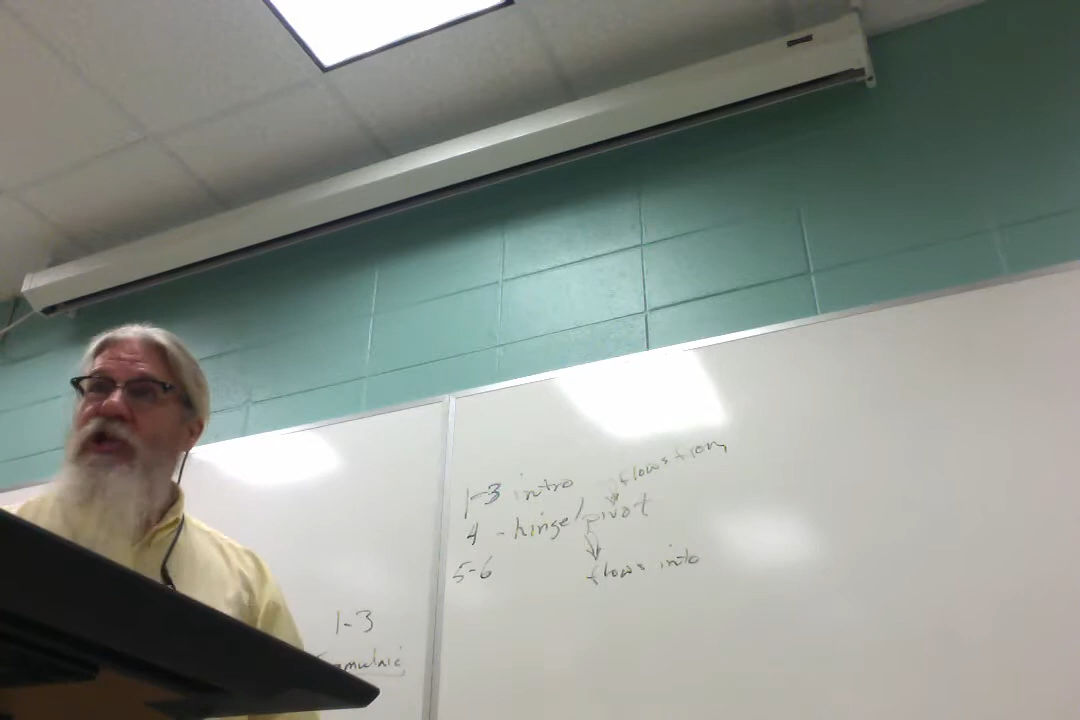 1-3
1-3 intro flows from
4 - hinge/pivot
5-6 flows into